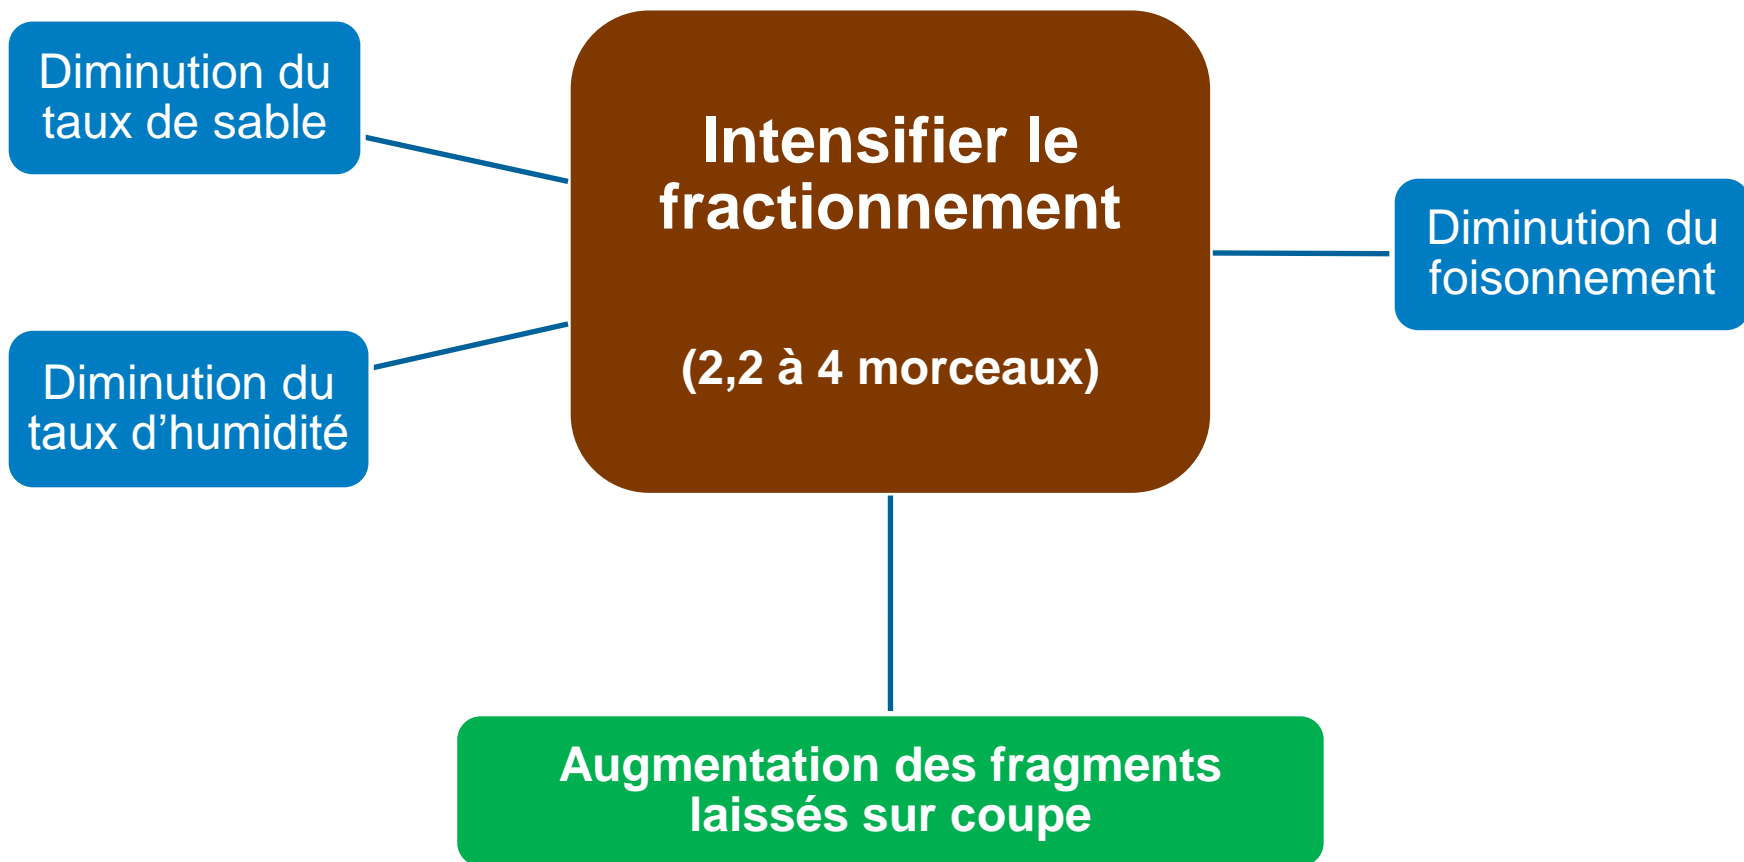 Diminution du
taux de sable
Intensifier le
fractionnement
(2,2 à 4 morceaux)
Diminution du
foisonnement
Diminution du
taux d’humidité
Augmentation des fragments
laissés sur coupe